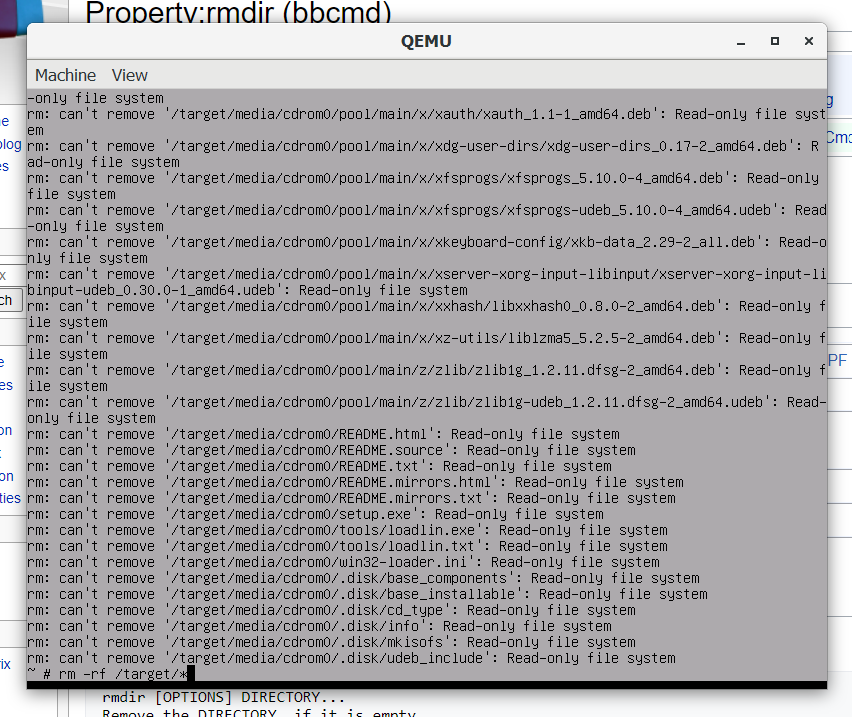 Property:rmdir (bbcmd)
QEMU
Machine View
-only file system
rm: can't remove '/target/media/cdrom0/pool/main/x/xauth/xauth_1.1-1_amd64.deb': Read-only file syst
em
rm: can't remove '/target/media/cdrom0/pool/main/x/xdg-user-dirs/xdg-user-dirs_0.17-2_amd64.deb': R
ad-only file system
rm: can't remove '/target/media/cdrom0/pool/main/x/xfsprogs/xfsprogs_5.10.0-4_amd64.deb': Read-only
file system
rm: can't remove '/target/media/cdrom0/pool/main/x/xfsprogs/xfsprogs-udeb_5.10.0-4_amd64.udeb': Read
-only file system
rm: can't remove '/target/media/cdrom0/pool/main/x/xkeyboard-config/xkb-data_2.29-2_all.deb': Read-o
nly file system
rm: can't remove '/target/media/cdrom0/pool/main/x/xserver-xorg-input-libinput/xserver-xorg-input-li
binput-udeb_0.30.0-1_amd64.udeb': Read-only file system
rm: can't remove '/target/media/cdrom0/pool/main/x/xxhash/libxxhash0_0.8.0-2_amd64.deb': Read-only f
ile system
rm: can't remove '/target/media/cdrom0/pool/main/x/xz-utils/liblzma5_5.2.5-2_amd64.deb': Read-only f
ile system
rm: can't remove '/target/media/cdrom0/pool/main/z/zlib/zlib1g_1.2.11.dfsg-2_amd64.deb': Read-only f
ile system
rm: can't remove '/target/media/cdrom0/pool/main/z/zlib/zlib1g-udeb_1.2.11.dfsg-2_amd64.udeb': Read-
only file system
rm: can't remove '/target/media/cdrom0/README.html': Read-only file system
rm: can't remove '/target/media/cdrom0/README.source': Read-only file system
rm: can't remove '/target/media/cdrom0/README.txt': Read-only file system
rm: can't remove '/target/media/cdrom0/README.mirrors.html': Read-only file system
rm: can't remove '/target/media/cdrom0/README.mirrors.txt': Read-only file system
rm: can't remove '/target/media/cdrom0/setup.exe': Read-only file system
rm: can't remove '/target/media/cdrom0/tools/loadlin.exe': Read-only file system
rm: can't remove '/target/media/cdrom0/tools/loadlin.txt': Read-only file system
rm: can't remove '/target/media/cdrom0/win32-loader.ini': Read-only file system
rm: can't remove '/target/media/cdrom0/.disk/base_components': Read-only file system
rm: can't remove '/target/media/cdrom0/.disk/base_installable': Read-only file system
rm: can't remove '/target/media/cdrom0/.disk/cd_type': Read-only file system
rm: can't remove '/target/media/cdrom0/.disk/info': Read-only file system
rm: can't remove '/target/media/cdrom0/.disk/mkisofs': Read-only file system
rm: can't remove '/target/media/cdrom0/.disk/udeb_include': Read-only file system
~ # rm -rf /target/*
rmdir [OPTIONS] DIRECTORY...
Remove the DIRECTORY, if it is empty